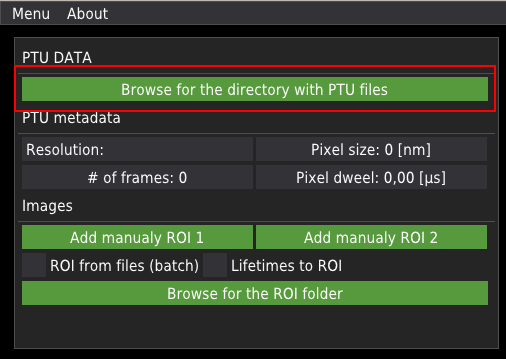 Menu About
PTU DATA
Browse for the directory with PTU files
PTU metadata
Resolution: Pixel size: 0 [nm]
# of frames: 0 Pixel dweel: 0,00 [µs]
Images
Add manualy ROI 1 Add manualy ROI 2
ROI from files (batch) Lifetimes to ROI
Browse for the ROI folder